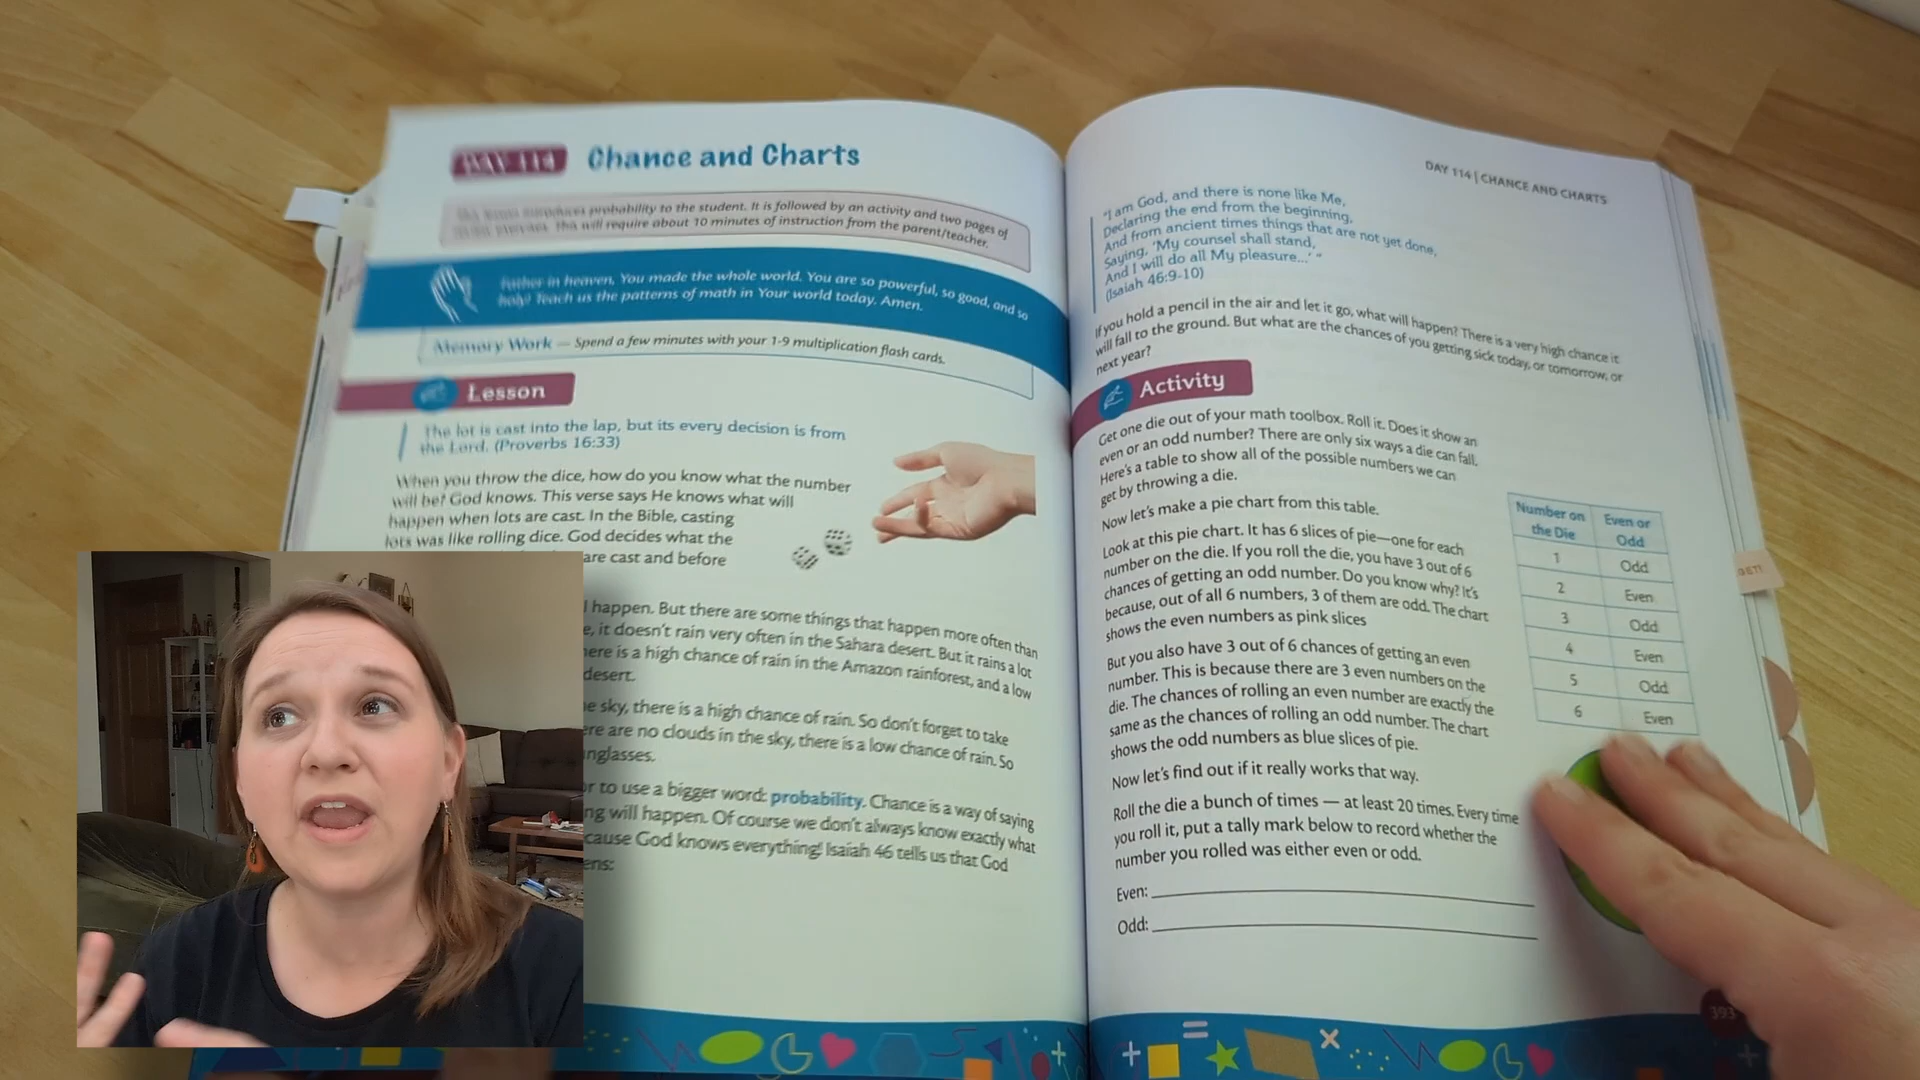 DAY 114 Chance and Charts
This lesson introduces probability to the student. It is followed by an activity and two pages of
This will require about 10 minutes of instruction from the parent/teacher.
Father in heaven, You made the whole world. You are so powerful, so good, and so
holy! Teach us the patterns of math in Your world today. Amen.
Memory Work — Spend a few minutes with your 1-9 multiplication flash cards.
Lesson
The lot is cast into the lap, but its every decision is from
the Lord. (Proverbs 16:33)
When you throw the dice, how do you know what the number
will be? God knows. This verse says He knows what will
happen when lots are cast. In the Bible, casting
lots was like rolling dice. God decides what the
are cast and before
happen. But there are some things that happen more often than
it doesn't rain very often in the Sahara desert. But it rains a lot
there is a high chance of rain in the Amazon rainforest, and a low
desert.
sky, there is a high chance of rain. So don't forget to take
are no clouds in the sky, there is a low chance of rain. So
to use a bigger word: probability. Chance is a way of saying
will happen. Of course we don't always know exactly what
God knows everything! Isaiah 46 tells us that God
DAY 114 | CHANCE AND CHARTS
"I am God, and there is none like Me,
Declaring the end from the beginning,
And from ancient times things that are not yet done,
Saying, 'My counsel shall stand,
And I will do all My pleasure...' "
(Isaiah 46:9-10)
If you hold a pencil in the air and let it go, what will happen? There is a very high chance it
will fall to the ground. But what are the chances of you getting sick today, or tomorrow, or
next year?
Activity
Get one die out of your math toolbox. Roll it. Does it show an
even or an odd number? There are only six ways a die can fall.
Here's a table to show all of the possible numbers we can
get by throwing a die.
Now let's make a pie chart from this table.
Look at this pie chart. It has 6 slices of pie—one for each
number on the die. If you roll the die, you have 3 out of 6
chances of getting an odd number. Do you know why? It's
because, out of all 6 numbers, 3 of them are odd. The chart
shows the even numbers as pink slices
But you also have 3 out of 6 chances of getting an even
number. This is because there are 3 even numbers on the
die. The chances of rolling an even number are exactly the
same as the chances of rolling an odd number. The chart
shows the odd numbers as blue slices of pie.
Now let's find out if it really works that way.
Roll the die a bunch of times — at least 20 times. Every time
you roll it, put a tally mark below to record whether the
number you rolled was either even or odd.
Even:
Odd:
Number on the Die Even or Odd
1 Odd
2 Even
3 Odd
4 Even
5 Odd
6 Even
393